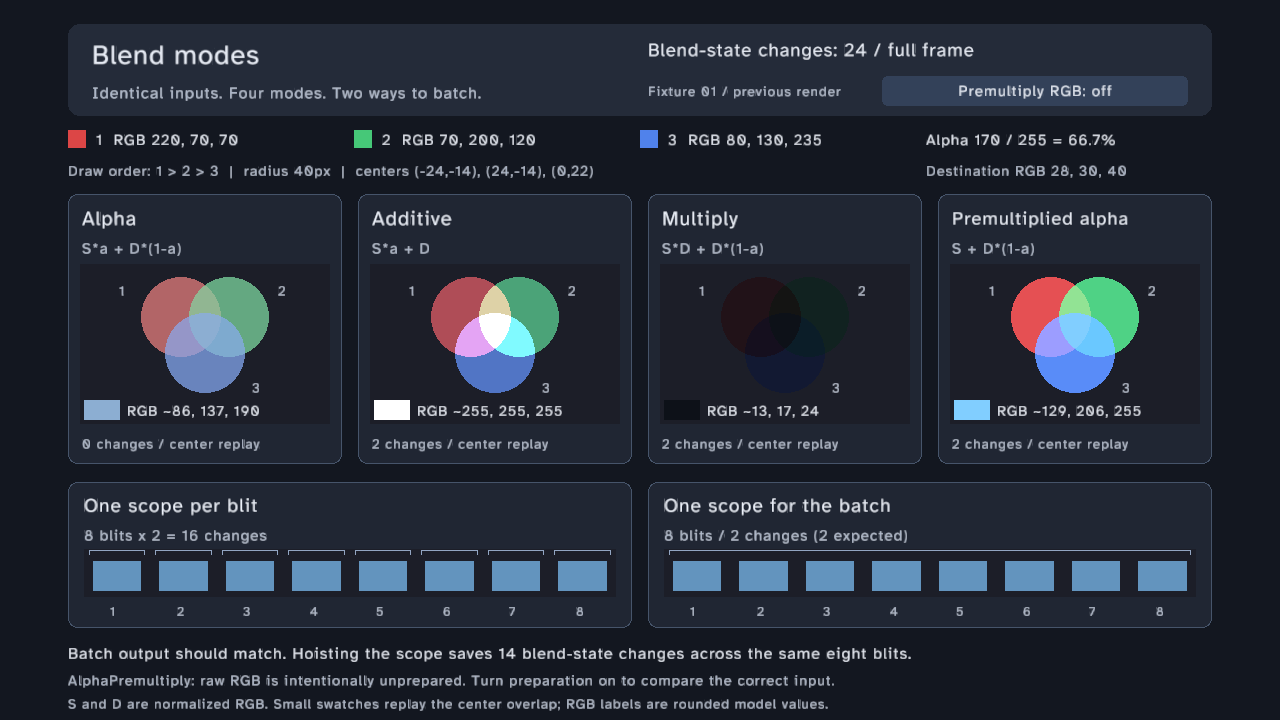 Blend modes
Identical inputs. Four modes. Two ways to batch.
Blend-state changes: 24 / full frame
Fixture 01 / previous render
Premultiply RGB: off
1 RGB 220, 70, 70
2 RGB 70, 200, 120
3 RGB 80, 130, 235
Alpha 170 / 255 = 66.7%
Draw order: 1 > 2 > 3 | radius 40px | centers (-24,-14), (24,-14), (0,22)
Destination RGB 28, 30, 40
Alpha
S*a + D*(1-a)
1
2
3
RGB ~86, 137, 190
0 changes / center replay
Additive
S*a + D
1
2
3
RGB ~255, 255, 255
2 changes / center replay
Multiply
S*D + D*(1-a)
1
2
3
RGB ~13, 17, 24
2 changes / center replay
Premultiplied alpha
S + D*(1-a)
1
2
3
RGB ~129, 206, 255
2 changes / center replay
One scope per blit
8 blits x 2 = 16 changes
1 2 3 4 5 6 7 8
One scope for the batch
8 blits / 2 changes (2 expected)
1 2 3 4 5 6 7 8
Batch output should match. Hoisting the scope saves 14 blend-state changes across the same eight blits.
AlphaPremultiply: raw RGB is intentionally unprepared. Turn preparation on to compare the correct input.
S and D are normalized RGB. Small swatches replay the center overlap; RGB labels are rounded model values.